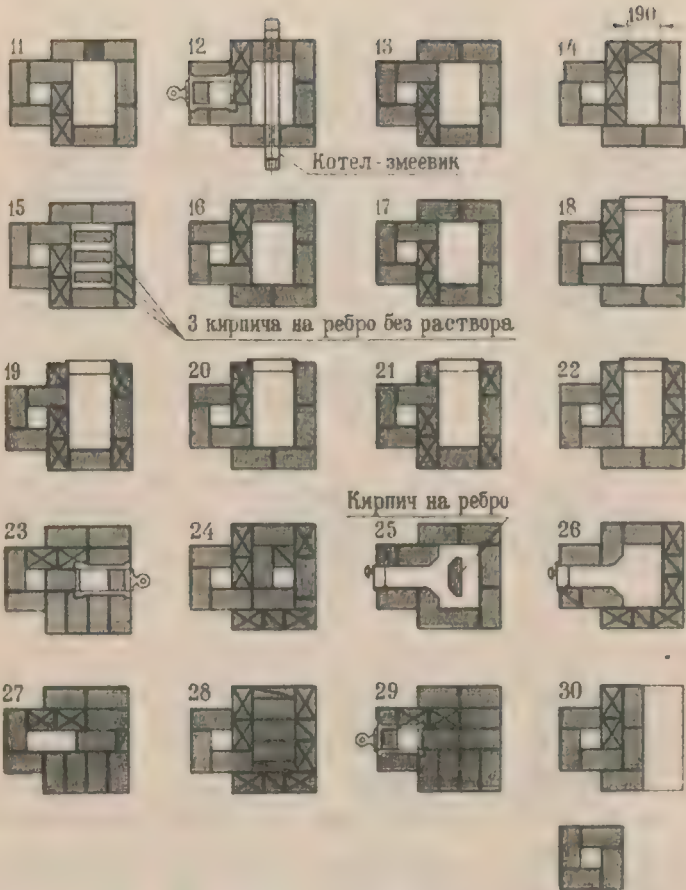 11 12 13 14 190
Котел-змеевик
15 16 17 18
3 кирпича на ребро без раствора
19 20 21 22
Кирпич на ребро
23 24 25 26
27 28 29 30